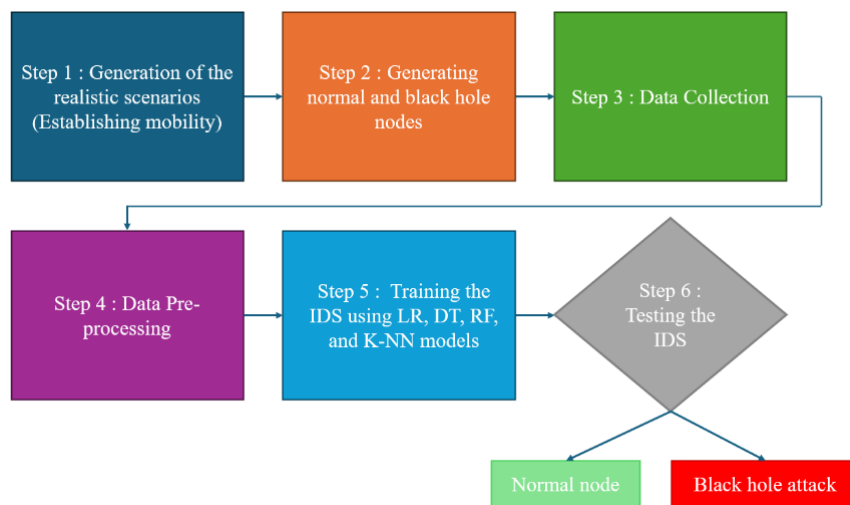 Step 1 : Generation of the
realistic scenarios
(Establishing mobility)
Step 2 : Generating
normal and black hole
nodes
Step 3 : Data Collection
Step 4 : Data Pre-
processing
Step 5 :  Training the
IDS using LR, DT, RF,
and K-NN models
Step 6 :
Testing the
IDS
Normal node
Black hole attack